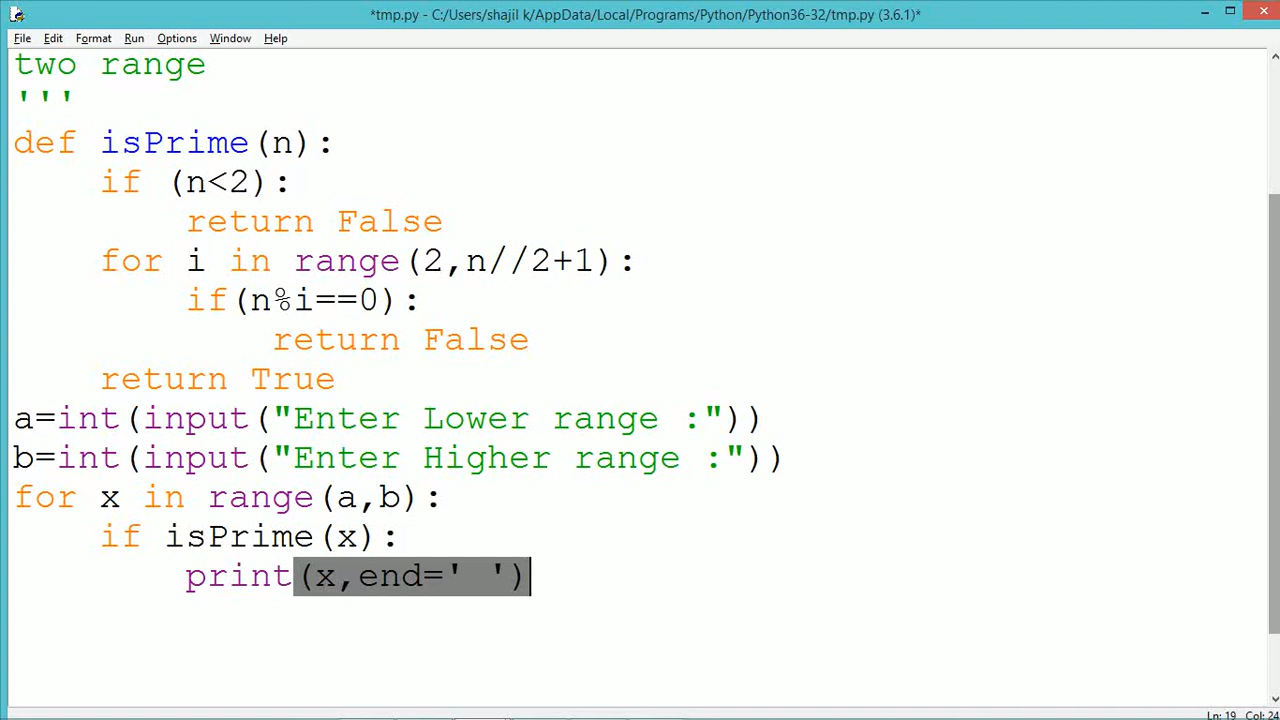 *tmp.py - C:/Users/shajil k/AppData/Local/Programs/Python/Python36-32/tmp.py (3.6.1)*
File Edit Format Run Options Window Help
two range
'''
def isPrime(n):
    if (n<2):
        return False
    for i in range(2,n//2+1):
        if(n%i==0):
            return False
    return True
a=int(input("Enter Lower range :"))
b=int(input("Enter Higher range :"))
for x in range(a,b):
    if isPrime(x):
        print(x,end=' ')
Ln: 19 Col: 24